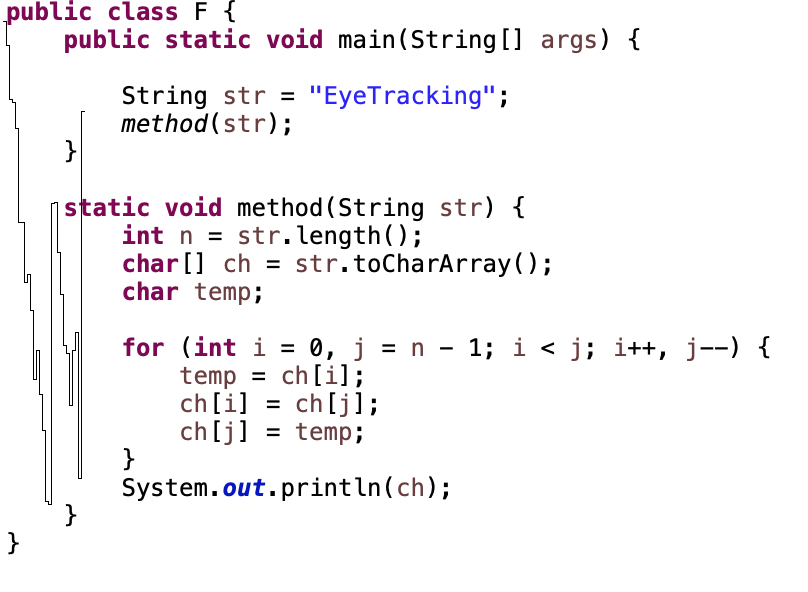 public class F {
    public static void main(String[] args) {

        String str = "EyeTracking";
        method(str);
    }

    static void method(String str) {
        int n = str.length();
        char[] ch = str.toCharArray();
        char temp;

        for (int i = 0, j = n - 1; i < j; i++, j--) {
            temp = ch[i];
            ch[i] = ch[j];
            ch[j] = temp;
        }
        System.out.println(ch);
    }
}